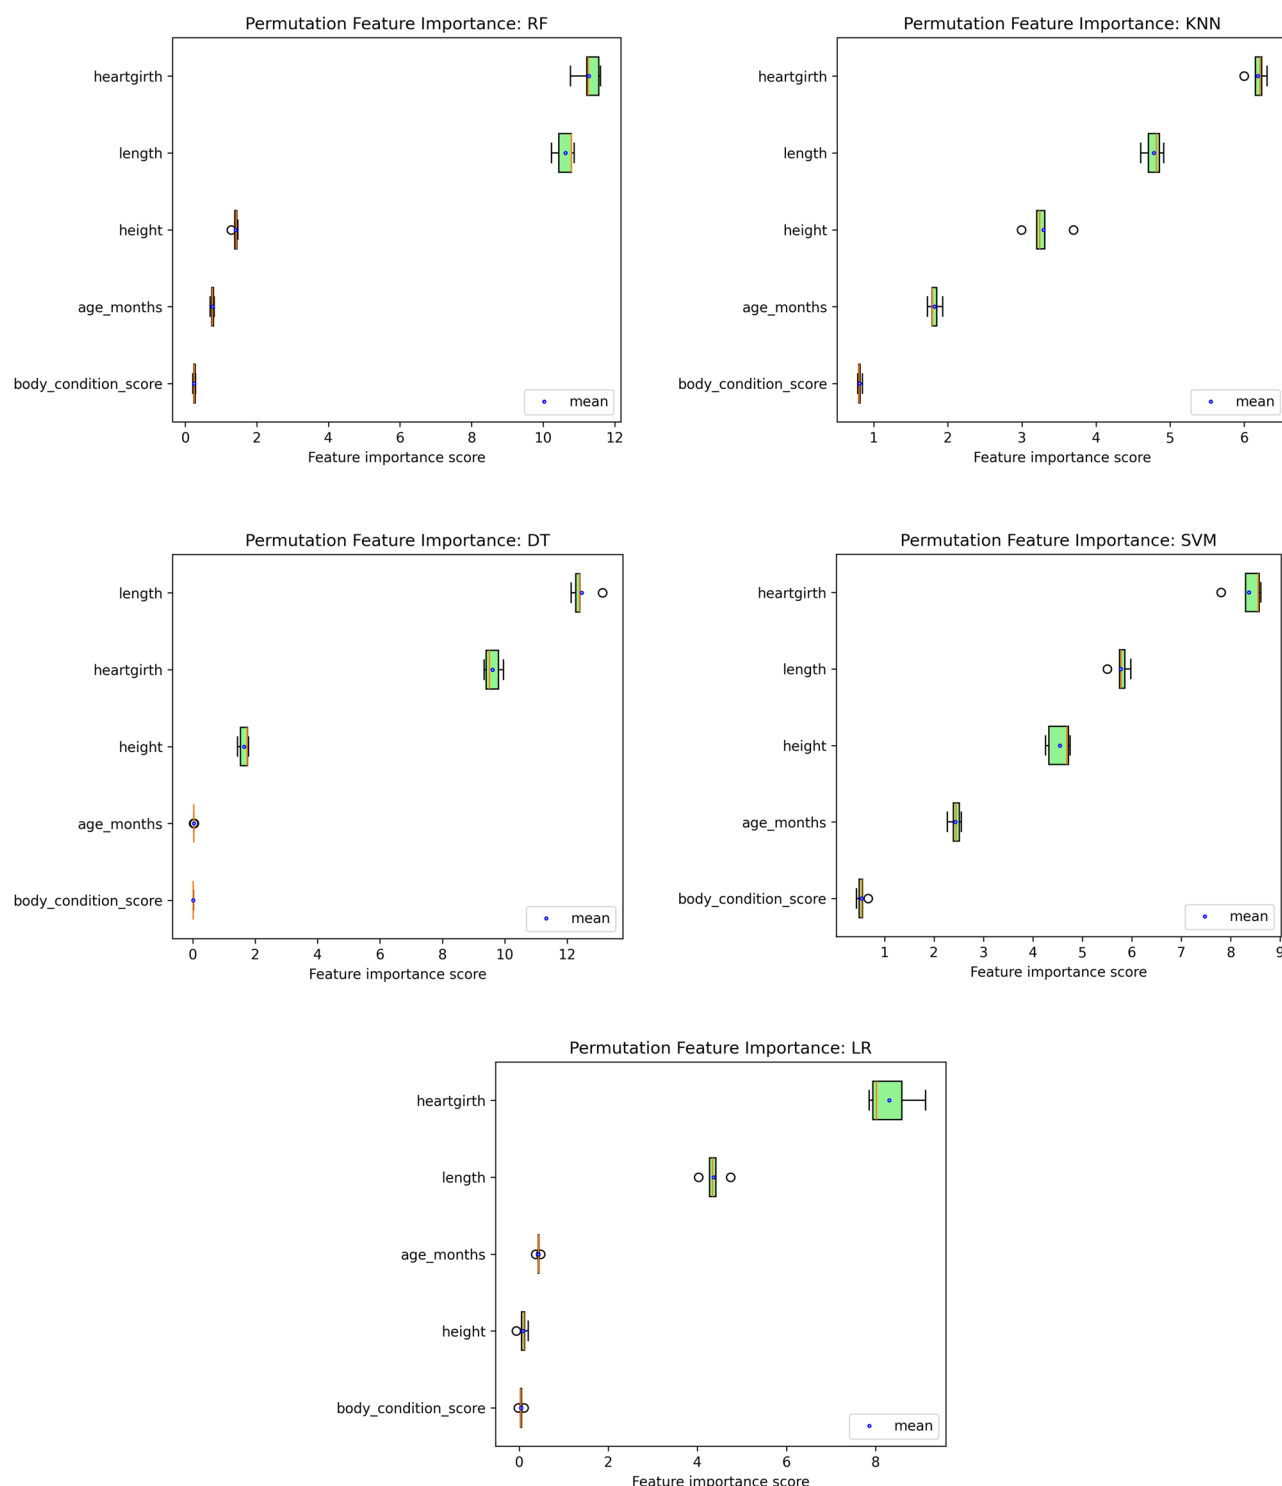 Permutation Feature Importance: RF
heartgirth
length
height
age_months
body_condition_score
mean
0 2 4 6 8 10 12
Feature importance score
Permutation Feature Importance: KNN
heartgirth
length
height
age_months
body_condition_score
mean
1 2 3 4 5 6
Feature importance score
Permutation Feature Importance: DT
length
heartgirth
height
age_months
body_condition_score
mean
0 2 4 6 8 10 12
Feature importance score
Permutation Feature Importance: SVM
heartgirth
length
height
age_months
body_condition_score
mean
1 2 3 4 5 6 7 8 9
Feature importance score
Permutation Feature Importance: LR
heartgirth
length
age_months
height
body_condition_score
mean
0 2 4 6 8
Feature importance score